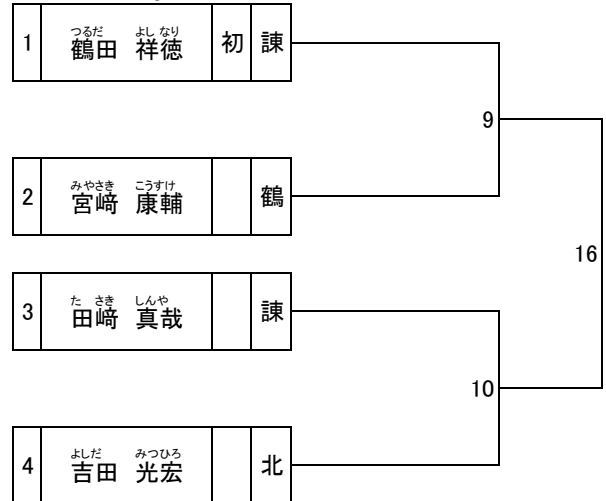 つるだ よし なり
1 鶴田 祥徳 初 諌
9
みやさき こうすけ
2 宮﨑 康輔 鶴
16
た さき しんや
3 田﨑 真哉 諌
10
よしだ みつひろ
4 吉田 光宏 北